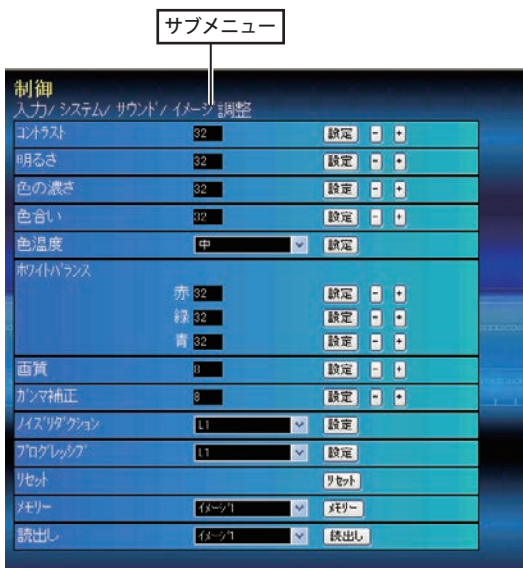 サブメニュー
制御
入力/ システム/ サウンド/ イメージ調整
コントラスト 32 設定 - +
明るさ 32 設定 - +
色の濃さ 32 設定 - +
色合い 32 設定 - +
色温度 中 設定
ホワイトバランス
赤 32 設定 - +
緑 32 設定 - +
青 32 設定 - +
画質 8 設定 - +
ガンマ補正 8 設定 - +
ノイズリダクション L1 設定
プログレッシブ L1 設定
リセット リセット
メモリー イメージ1 メモリー
読出し イメージ1 読出し